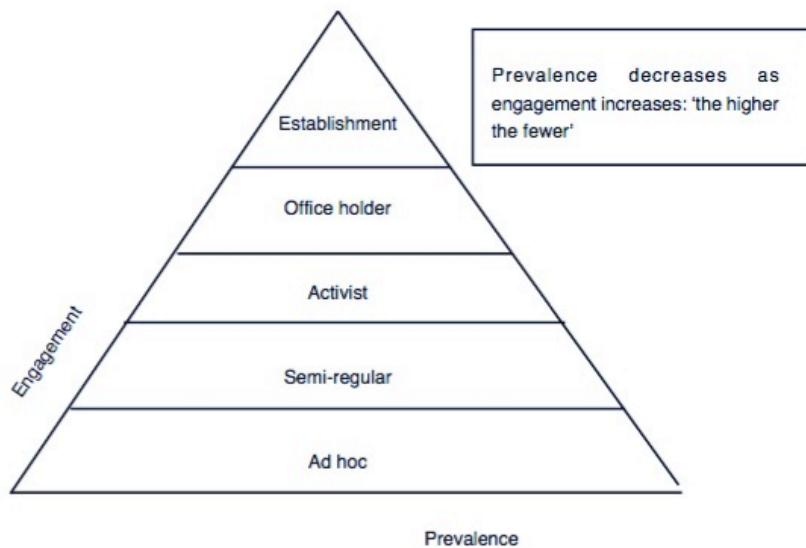 Prevalence decreases as
engagement increases: ‘the higher
the fewer’
Establishment
Office holder
Activist
Semi-regular
Ad hoc
Engagement
Prevalence